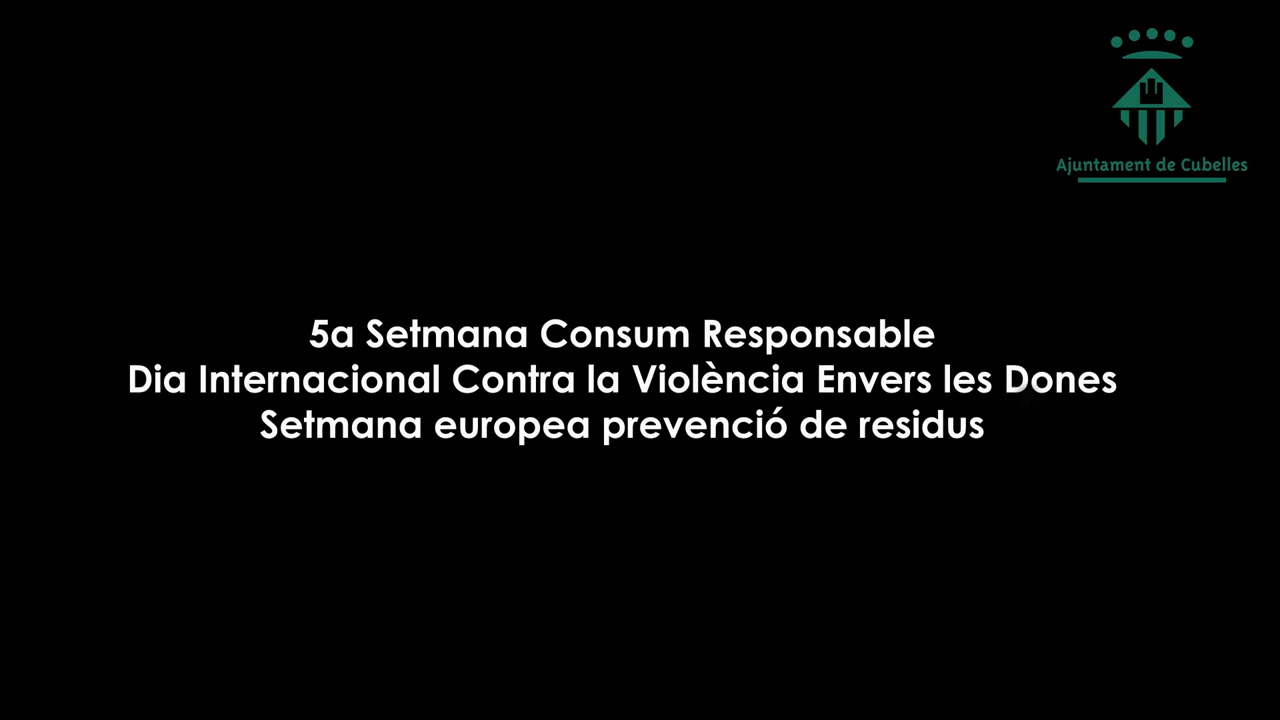 Ajuntament de Cubelles
5a Setmana Consum Responsable
Dia Internacional Contra la Violència Envers les Dones
Setmana europea prevenció de residus